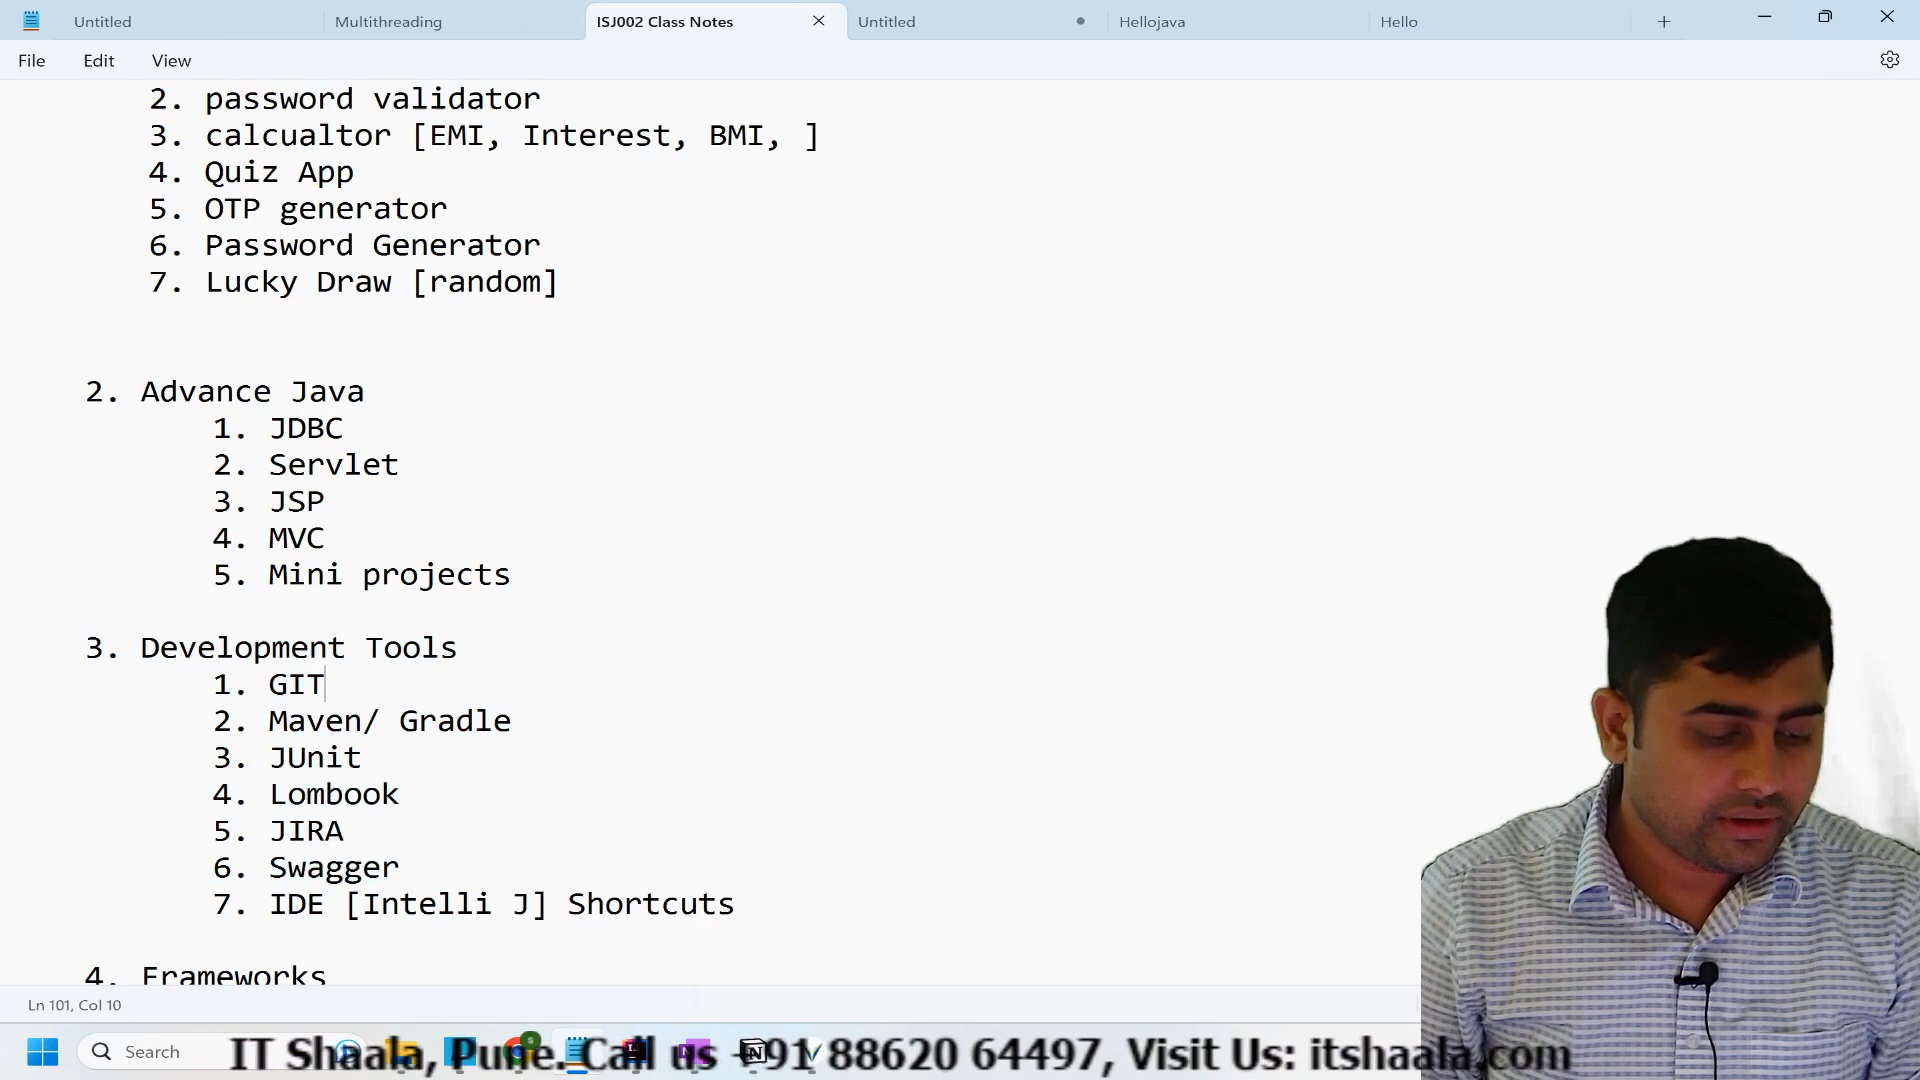 Untitled
Multithreading
ISJ002 Class Notes
Untitled
Hellojava
Hello
File
Edit
View
2. password validator
3. calcualtor [EMI, Interest, BMI, ]
4. Quiz App
5. OTP generator
6. Password Generator
7. Lucky Draw [random]
2. Advance Java
1. JDBC
2. Servlet
3. JSP
4. MVC
5. Mini projects
3. Development Tools
1. GIT
2. Maven/ Gradle
3. JUnit
4. Lombook
5. JIRA
6. Swagger
7. IDE [Intelli J] Shortcuts
4. Frameworks
Ln 101, Col 10
Search
IT Shaala, Pune. Call us +91 88620 64497, Visit Us: itshaala.com